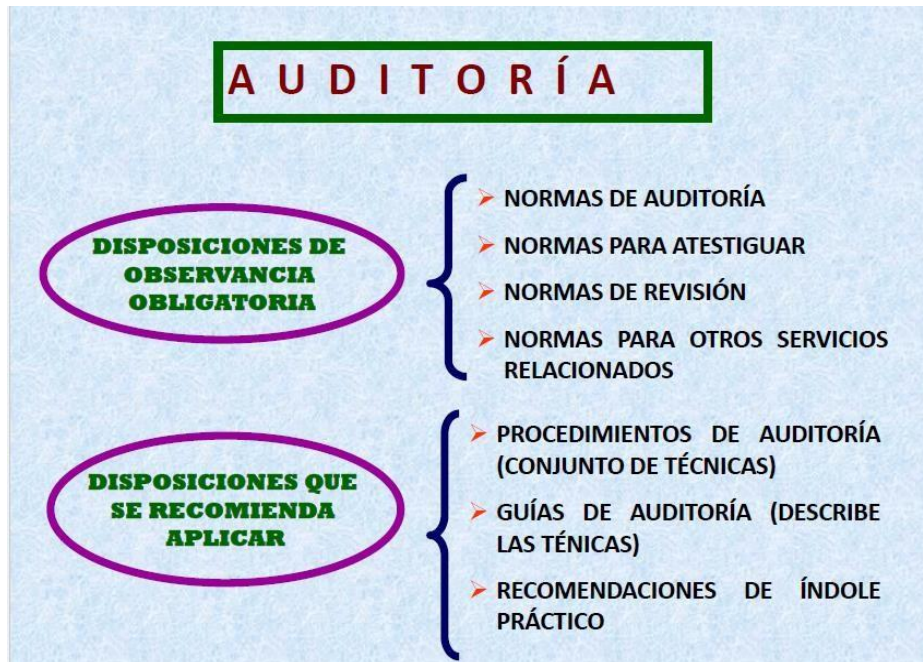 AUDITORÍA
DISPOSICIONES DE
OBSERVANCIA
OBLIGATORIA
NORMAS DE AUDITORÍA
NORMAS PARA ATESTIGUAR
NORMAS DE REVISIÓN
NORMAS PARA OTROS SERVICIOS
RELACIONADOS
DISPOSICIONES QUE
SE RECOMIENDA
APLICAR
PROCEDIMIENTOS DE AUDITORÍA
(CONJUNTO DE TÉCNICAS)
GUÍAS DE AUDITORÍA (DESCRIBE
LAS TÉNICAS)
RECOMENDACIONES DE ÍNDOLE
PRÁCTICO